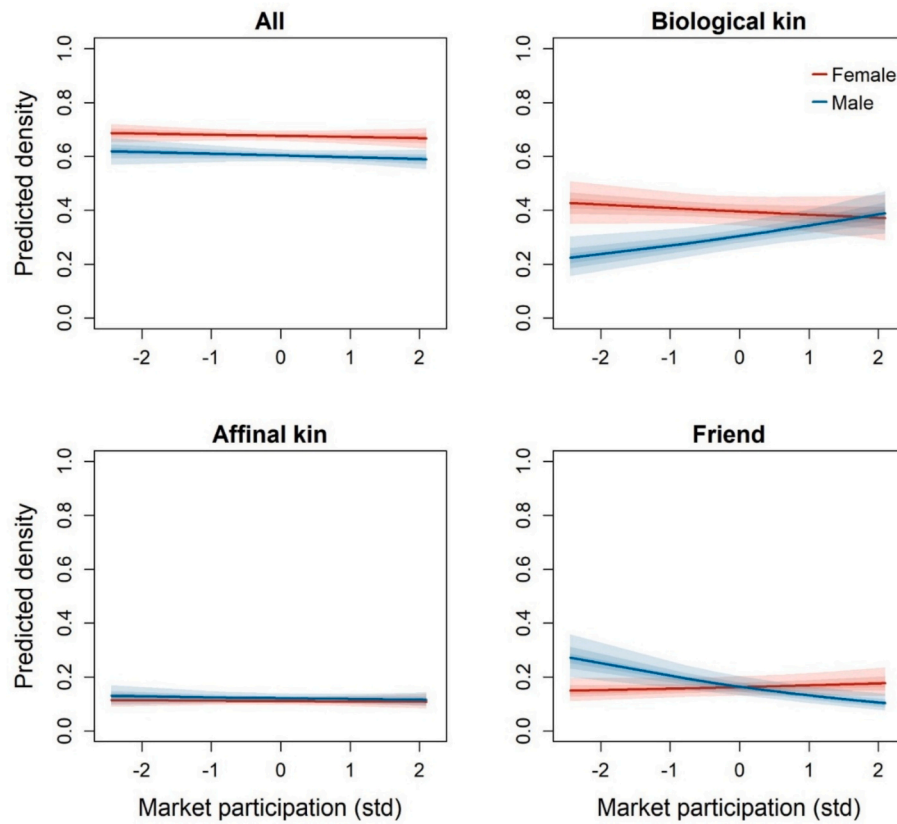 All
Biological kin
Predicted density
0.0 0.2 0.4 0.6 0.8 1.0
-2 -1 0 1 2
0.0 0.2 0.4 0.6 0.8 1.0
Female
Male
-2 -1 0 1 2
Affinal kin
Friend
Predicted density
0.0 0.2 0.4 0.6 0.8 1.0
-2 -1 0 1 2
Market participation (std)
0.0 0.2 0.4 0.6 0.8 1.0
-2 -1 0 1 2
Market participation (std)